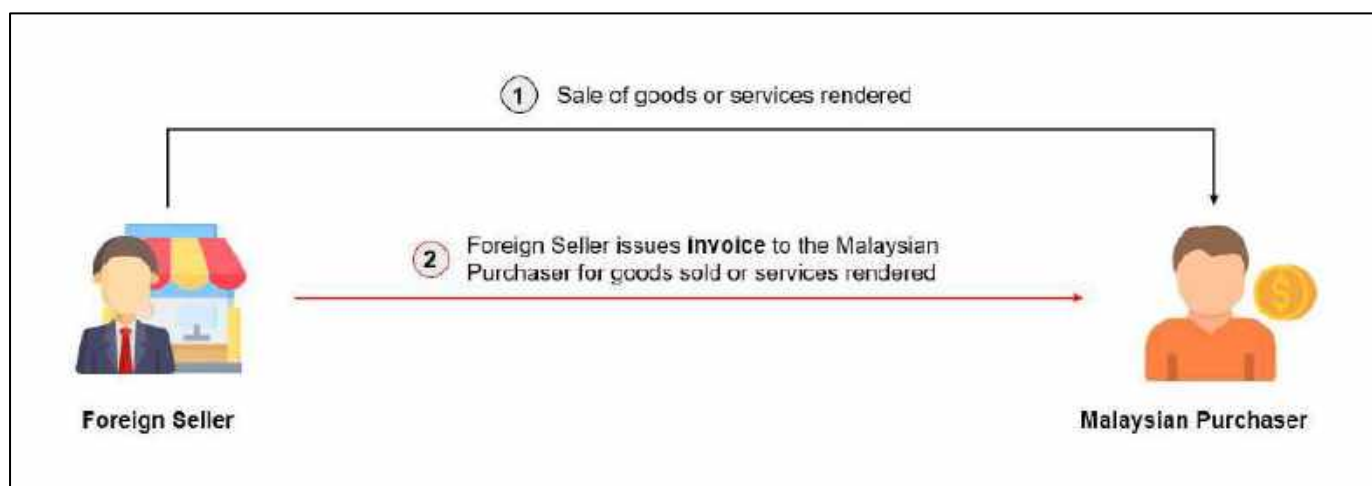 1 Sale of goods or services rendered
2 Foreign Seller issues invoice to the Malaysian
Purchaser for goods sold or services rendered
$
Foreign Seller
Malaysian Purchaser